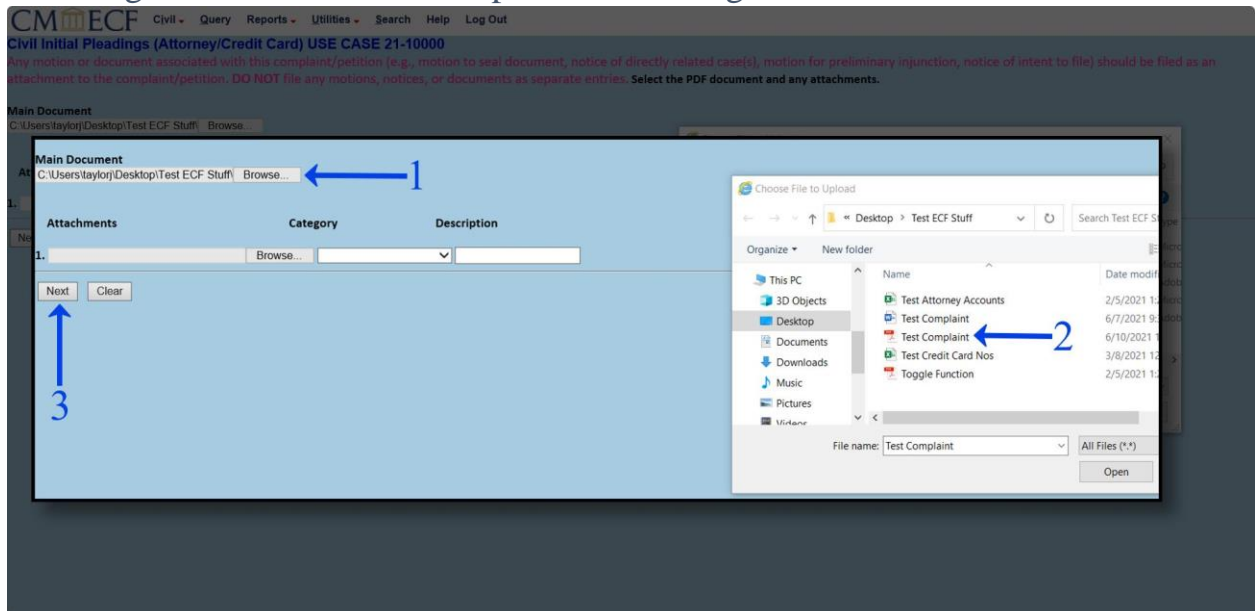 CM ECF Civil Query Reports Utilities Search Help Log Out
Civil Initial Pleadings (Attorney/Credit Card) USE CASE 21-10000
Any motion or document associated with this complaint/petition (e.g., motion to seal document, notice of directly related case(s), motion for preliminary injunction, notice of intent to file) should be filed as an
attachment to the complaint/petition. DO NOT file any motions, notices, or documents as separate entries. Select the PDF document and any attachments.
Main Document
C:\Users\taylorj\Desktop\Test ECF Stuff\ Browse...
Main Document
C:\Users\taylorj\Desktop\Test ECF Stuff\ Browse... 1
Attachments Category Description
1. Browse...
Next Clear
3
Choose File to Upload
« Desktop > Test ECF Stuff Search Test ECF
Organize New folder
Name Date
This PC
3D Objects Test Attorney Accounts 2/5/2021
Desktop Test Complaint 6/7/2021
Documents Test Complaint 2 6/10/2021
Downloads Test Credit Card Nos 3/8/2021
Music Toggle Function 2/5/2021
Pictures
Videos
File name: Test Complaint All Files (*.*)
Open